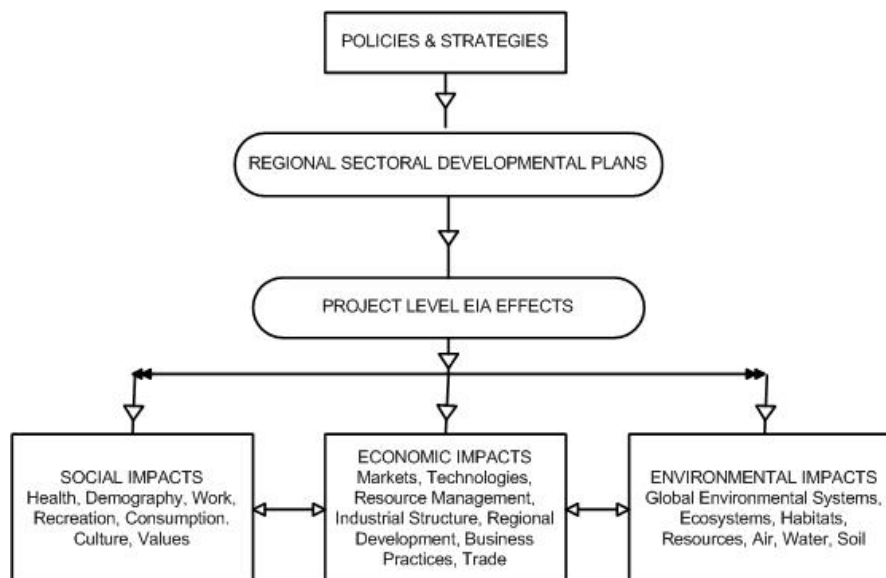 POLICIES & STRATEGIES
REGIONAL SECTORAL DEVELOPMENTAL PLANS
PROJECT LEVEL EIA EFFECTS
SOCIAL IMPACTS
Health, Demography, Work,
Recreation, Consumption.
Culture, Values
ECONOMIC IMPACTS
Markets, Technologies,
Resource Management,
Industrial Structure, Regional
Development, Business
Practices, Trade
ENVIRONMENTAL IMPACTS
Global Environmental Systems,
Ecosystems, Habitats,
Resources, Air, Water, Soil